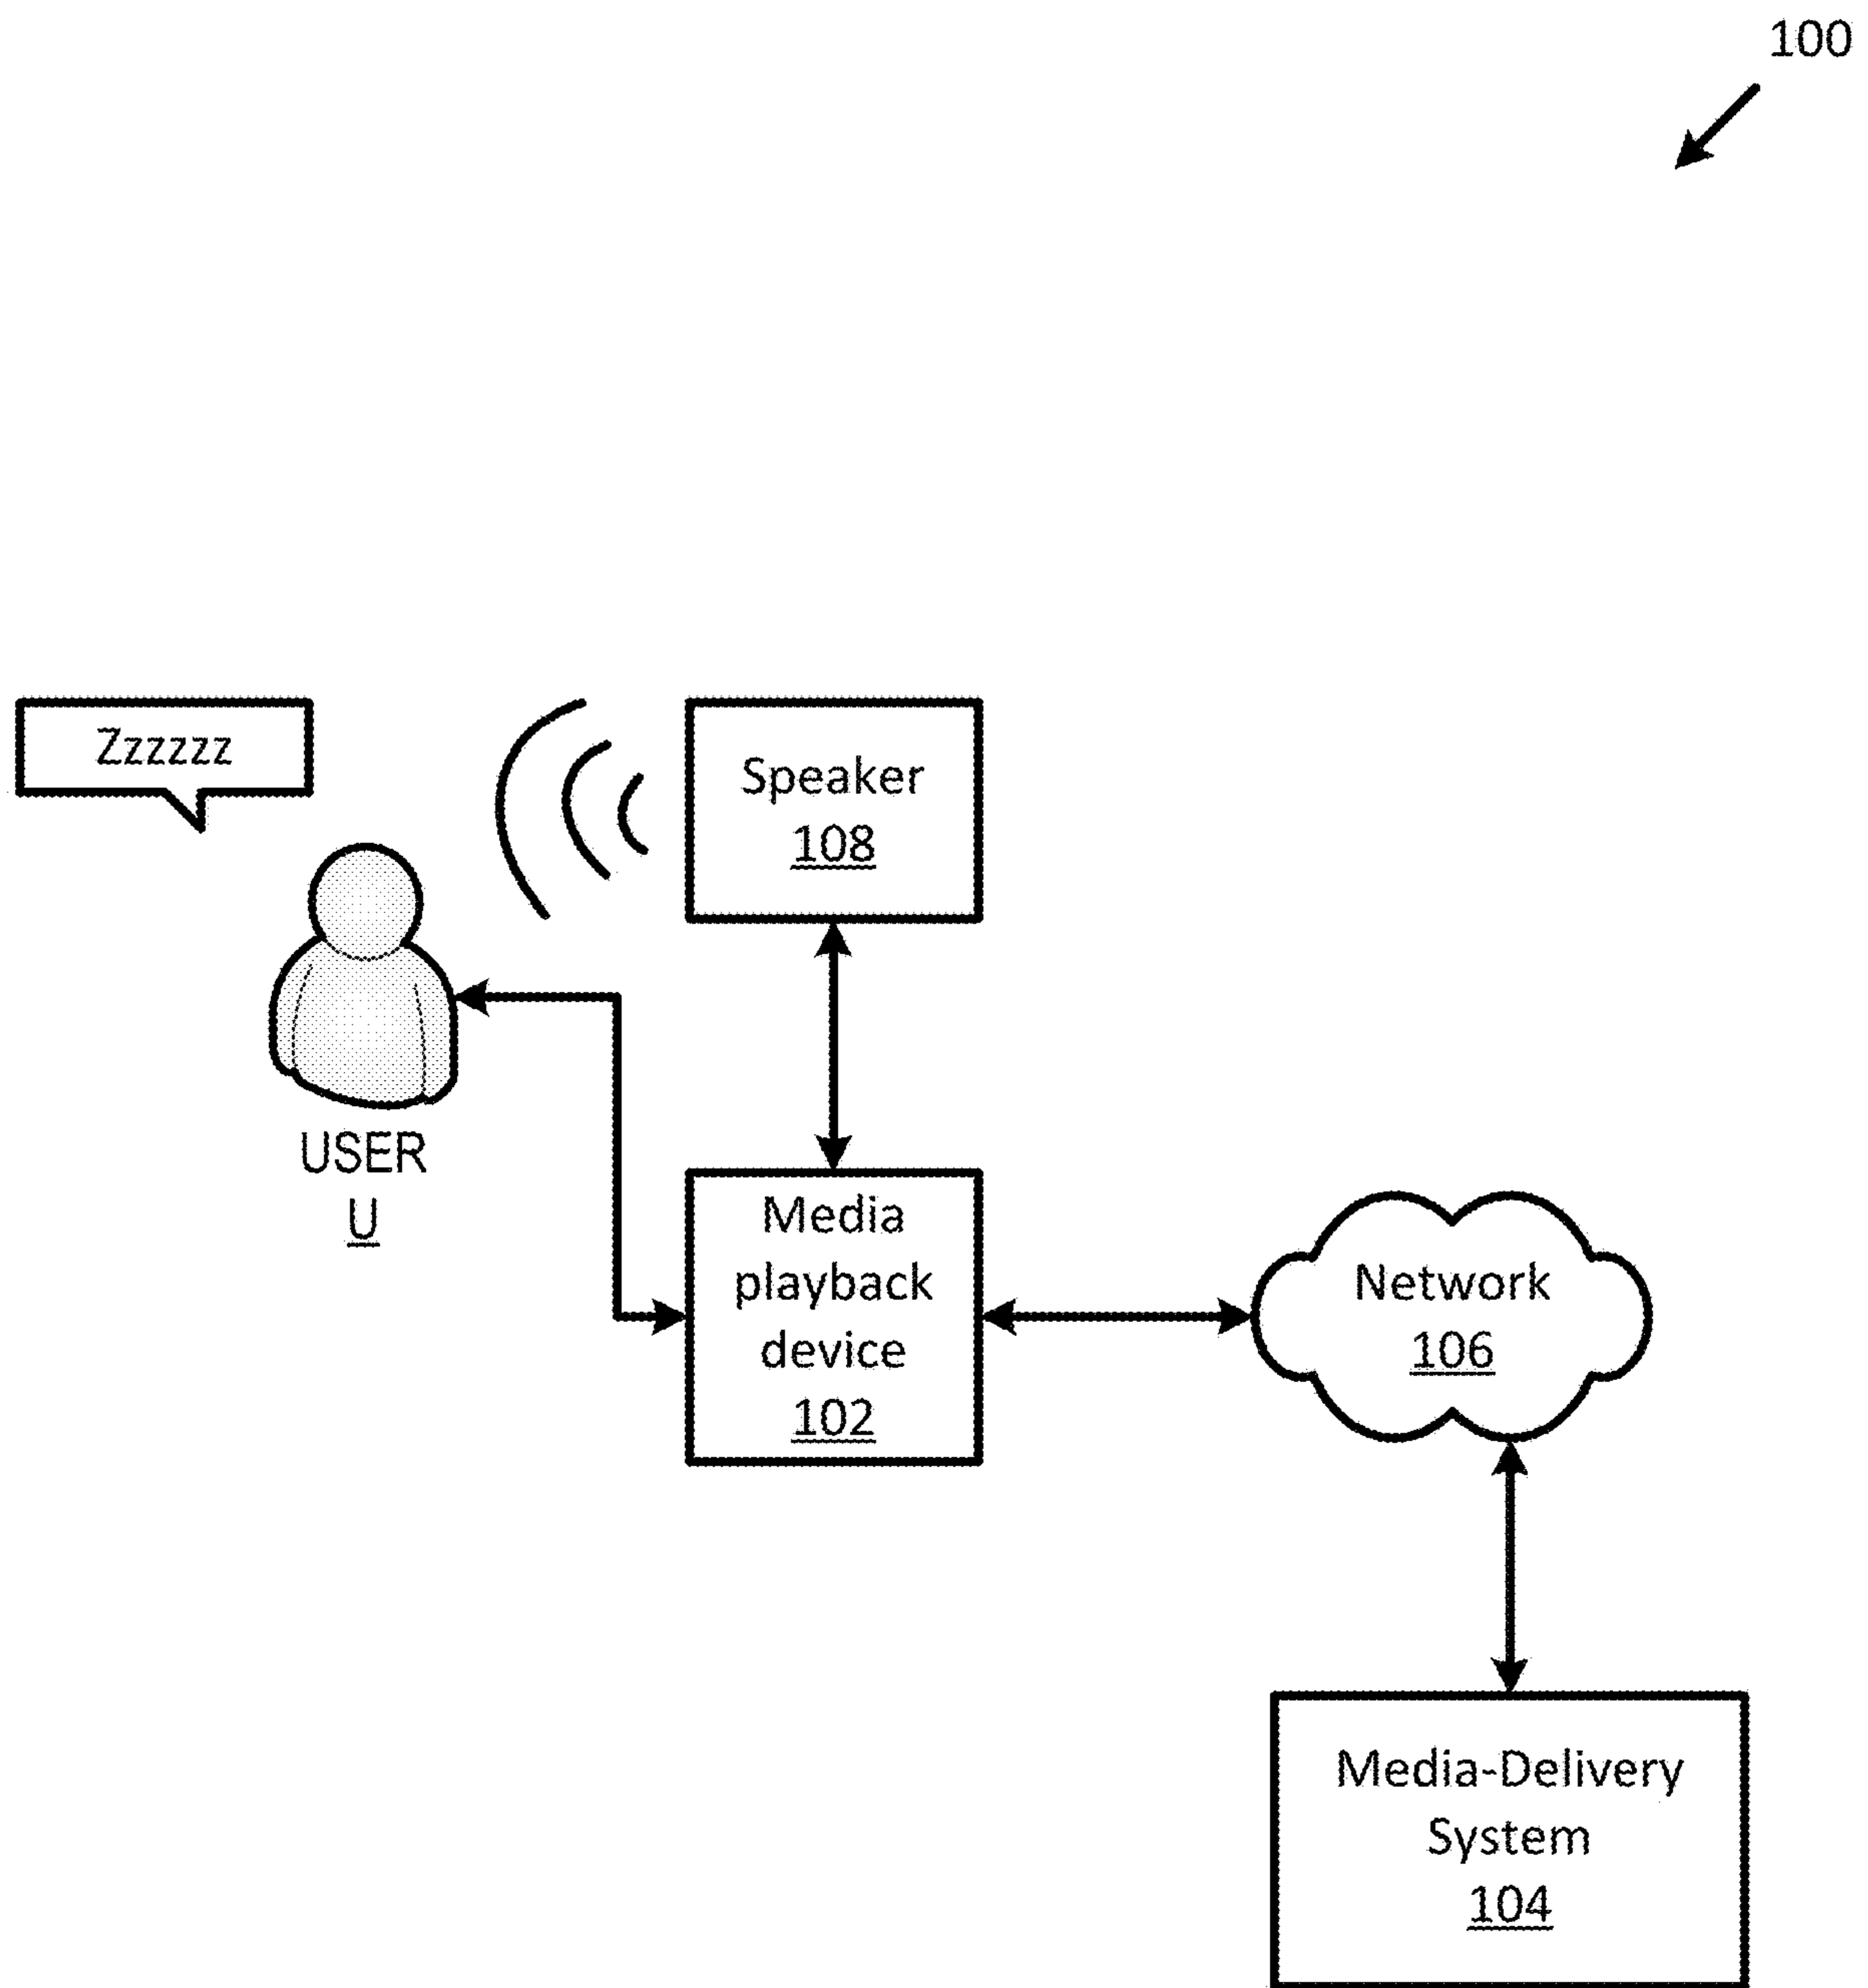 100
Zzzzzz
Speaker
108
USER
U
Media
playback
device
102
Network
106
Media-Delivery
System
104